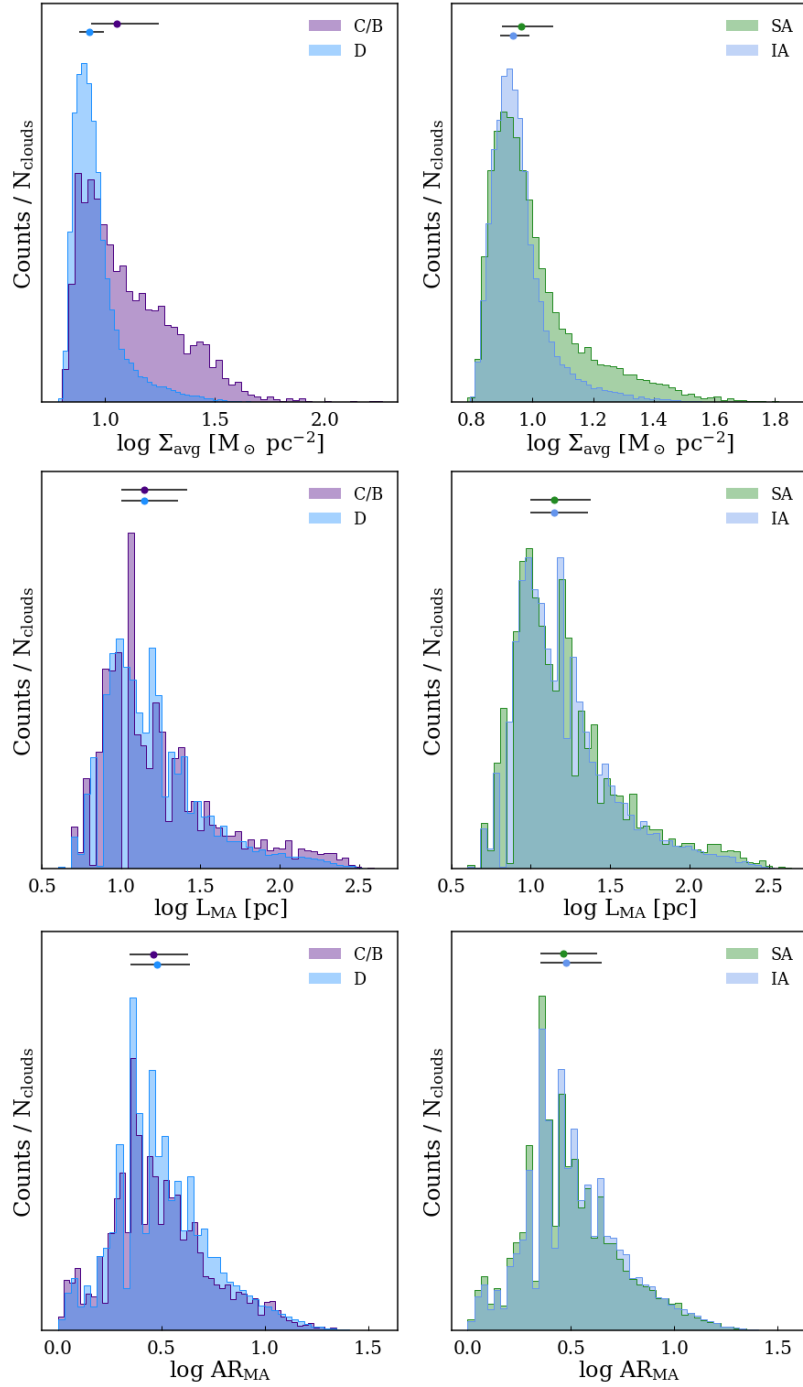 C/B
D
Counts / N_clouds
1.0 1.5 2.0
log Σ_avg [M_⊙ pc⁻²]
SA
IA
Counts / N_clouds
0.8 1.0 1.2 1.4 1.6 1.8
log Σ_avg [M_⊙ pc⁻²]
C/B
D
Counts / N_clouds
0.5 1.0 1.5 2.0 2.5
log L_MA [pc]
SA
IA
Counts / N_clouds
0.5 1.0 1.5 2.0 2.5
log L_MA [pc]
C/B
D
Counts / N_clouds
0.0 0.5 1.0 1.5
log AR_MA
SA
IA
Counts / N_clouds
0.0 0.5 1.0 1.5
log AR_MA